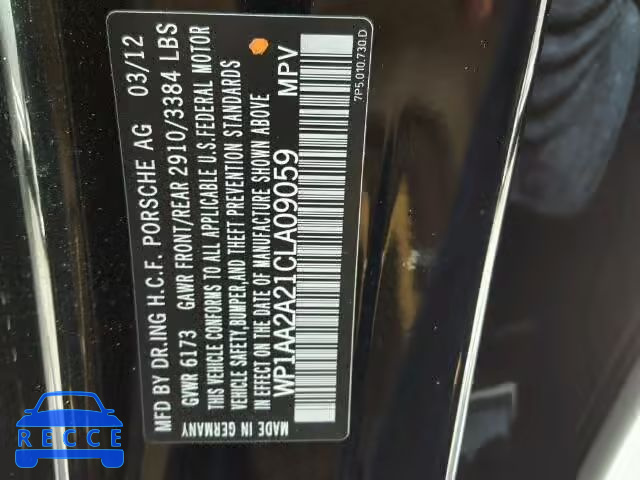 MFD BY DR.ING H.C.F. PORSCHE AG 03/12
GVWR 6173 GAWR FRONT/REAR 2910/3384 LBS
THIS VEHICLE CONFORMS TO ALL APPLICABLE U.S.FEDERAL MOTOR
VEHICLE SAFETY,BUMPER,AND THEFT PREVENTION STANDARDS
IN EFFECT ON THE DATE OF MANUFACTURE SHOWN ABOVE
WP1AA2A21CLA09059 MPV
MADE IN GERMANY
7P5.010.730.D